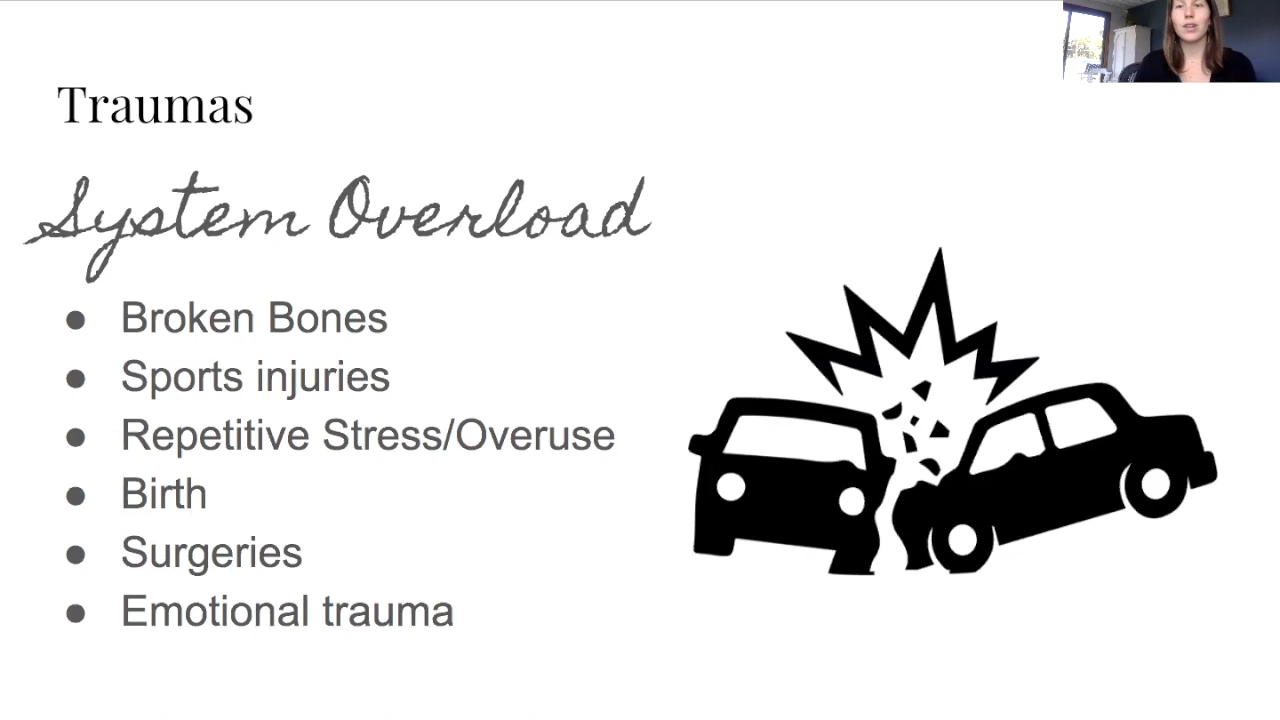 Traumas
System Overload
● Broken Bones
● Sports injuries
● Repetitive Stress/Overuse
● Birth
● Surgeries
● Emotional trauma